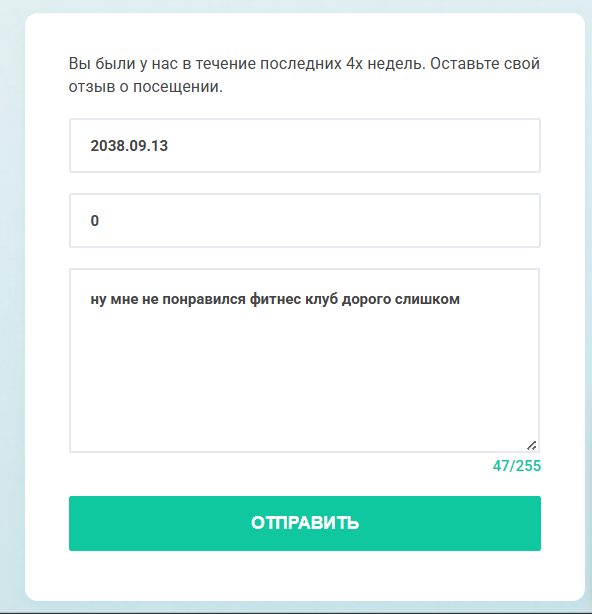 Вы были у нас в течение последних 4х недель. Оставьте свой
отзыв о посещении.
2038.09.13
0
ну мне не понравился фитнес клуб дорого слишком
47/255
ОТПРАВИТЬ